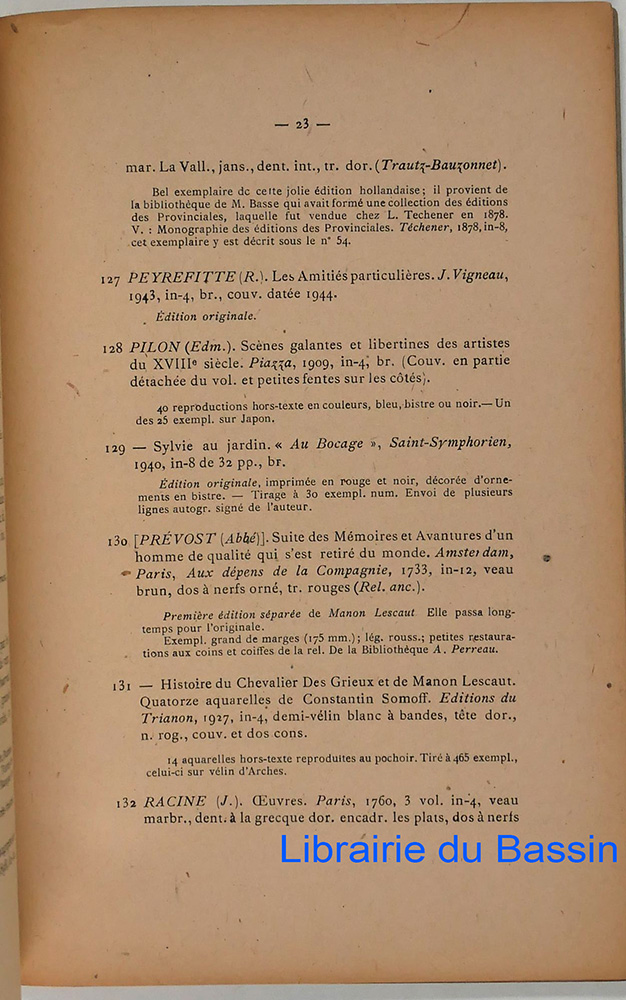 — 23 —
mar. La Vall., jans., dent. int., tr. dor. (Trautz-Bauzonnet).
Bel exemplaire de cette jolie édition hollandaise; il provient de
la bibliothèque de M. Basse qui avait formé une collection des éditions
des Provinciales, laquelle fut vendue chez L. Techener en 1878.
V. : Monographie des éditions des Provinciales. Téchener, 1878, in-8,
cet exemplaire y est décrit sous le n° 54.
127 PEYREFITTE (R.). Les Amitiés particulières. J. Vigneau,
1943, in-4, br., couv. datée 1944.
Édition originale.
128 PILON (Edm.). Scènes galantes et libertines des artistes
du XVIIIe siècle. Piazza, 1909, in-4, br. (Couv. en partie
détachée du vol. et petites fentes sur les côtés).
40 reproductions hors-texte en couleurs, bleu, bistre ou noir. — Un
des 25 exempl. sur Japon.
129 — Sylvie au jardin. « Au Bocage », Saint-Symphorien,
1940, in-8 de 32 pp., br.
Édition originale, imprimée en rouge et noir, décorée d'orne-
ments en bistre. — Tirage à 30 exempl. num. Envoi de plusieurs
lignes autogr. signé de l'auteur.
130 [PRÉVOST (Abbé)]. Suite des Mémoires et Avantures d'un
homme de qualité qui s'est retiré du monde. Amsterdam,
Paris, Aux dépens de la Compagnie, 1733, in-12, veau
brun, dos à nerfs orné, tr. rouges (Rel. anc.).
Première édition séparée de Manon Lescaut Elle passa long-
temps pour l'originale.
Exempl. grand de marges (175 mm.); lég. rouss.; petites restaura-
tions aux coins et coiffes de la rel. De la Bibliothèque A. Perreau.
131 — Histoire du Chevalier Des Grieux et de Manon Lescaut.
Quatorze aquarelles de Constantin Somoff. Editions du
Trianon, 1927, in-4, demi-vélin blanc à bandes, tête dor.,
n. rog., couv. et dos cons.
14 aquarelles hors-texte reproduites au pochoir. Tiré à 465 exempl.,
celui-ci sur vélin d'Arches.
132 RACINE (J.). Œuvres. Paris, 1760, 3 vol. in-4, veau
marbr., dent. à la grecque dor. encadr. les plats, dos à nerfs
Librairie du Bassin